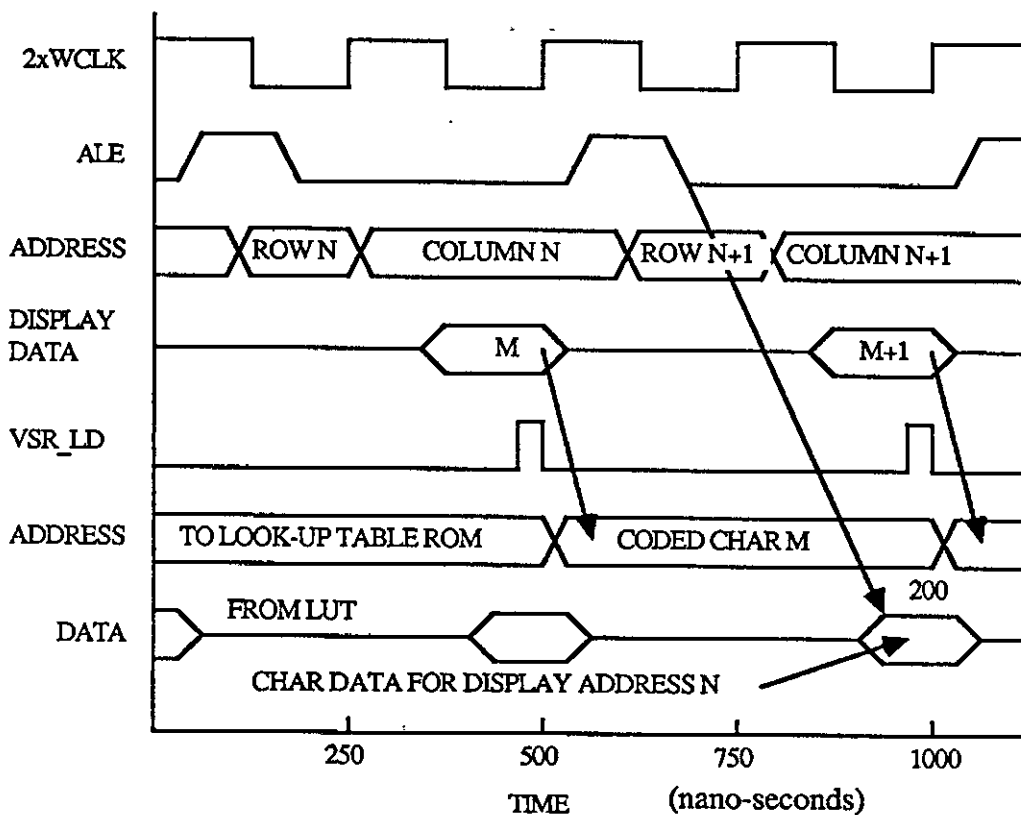 2xWCLK
ALE
ADDRESS ROW N COLUMN N ROW N+1 COLUMN N+1
DISPLAY
DATA M M+1
VSR_LD
ADDRESS TO LOOK-UP TABLE ROM CODED CHAR M
200
FROM LUT
DATA
CHAR DATA FOR DISPLAY ADDRESS N
250 500 750 1000
TIME (nano-seconds)